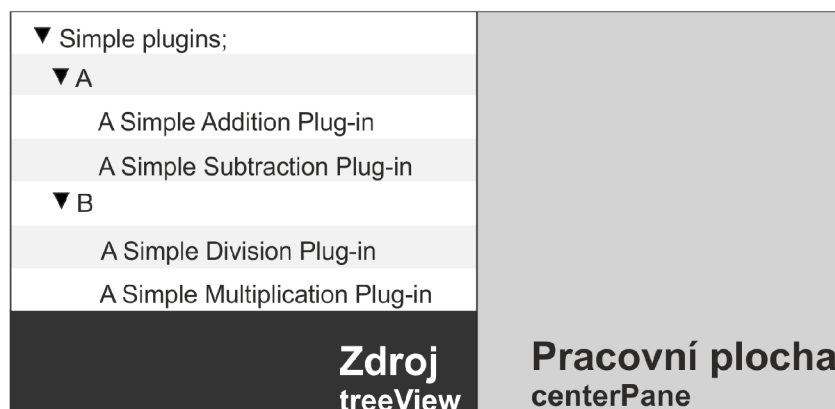 Simple plugins;
A
A Simple Addition Plug-in
A Simple Subtraction Plug-in
B
A Simple Division Plug-in
A Simple Multiplication Plug-in
Zdroj
treeView
Pracovní plocha
centerPane